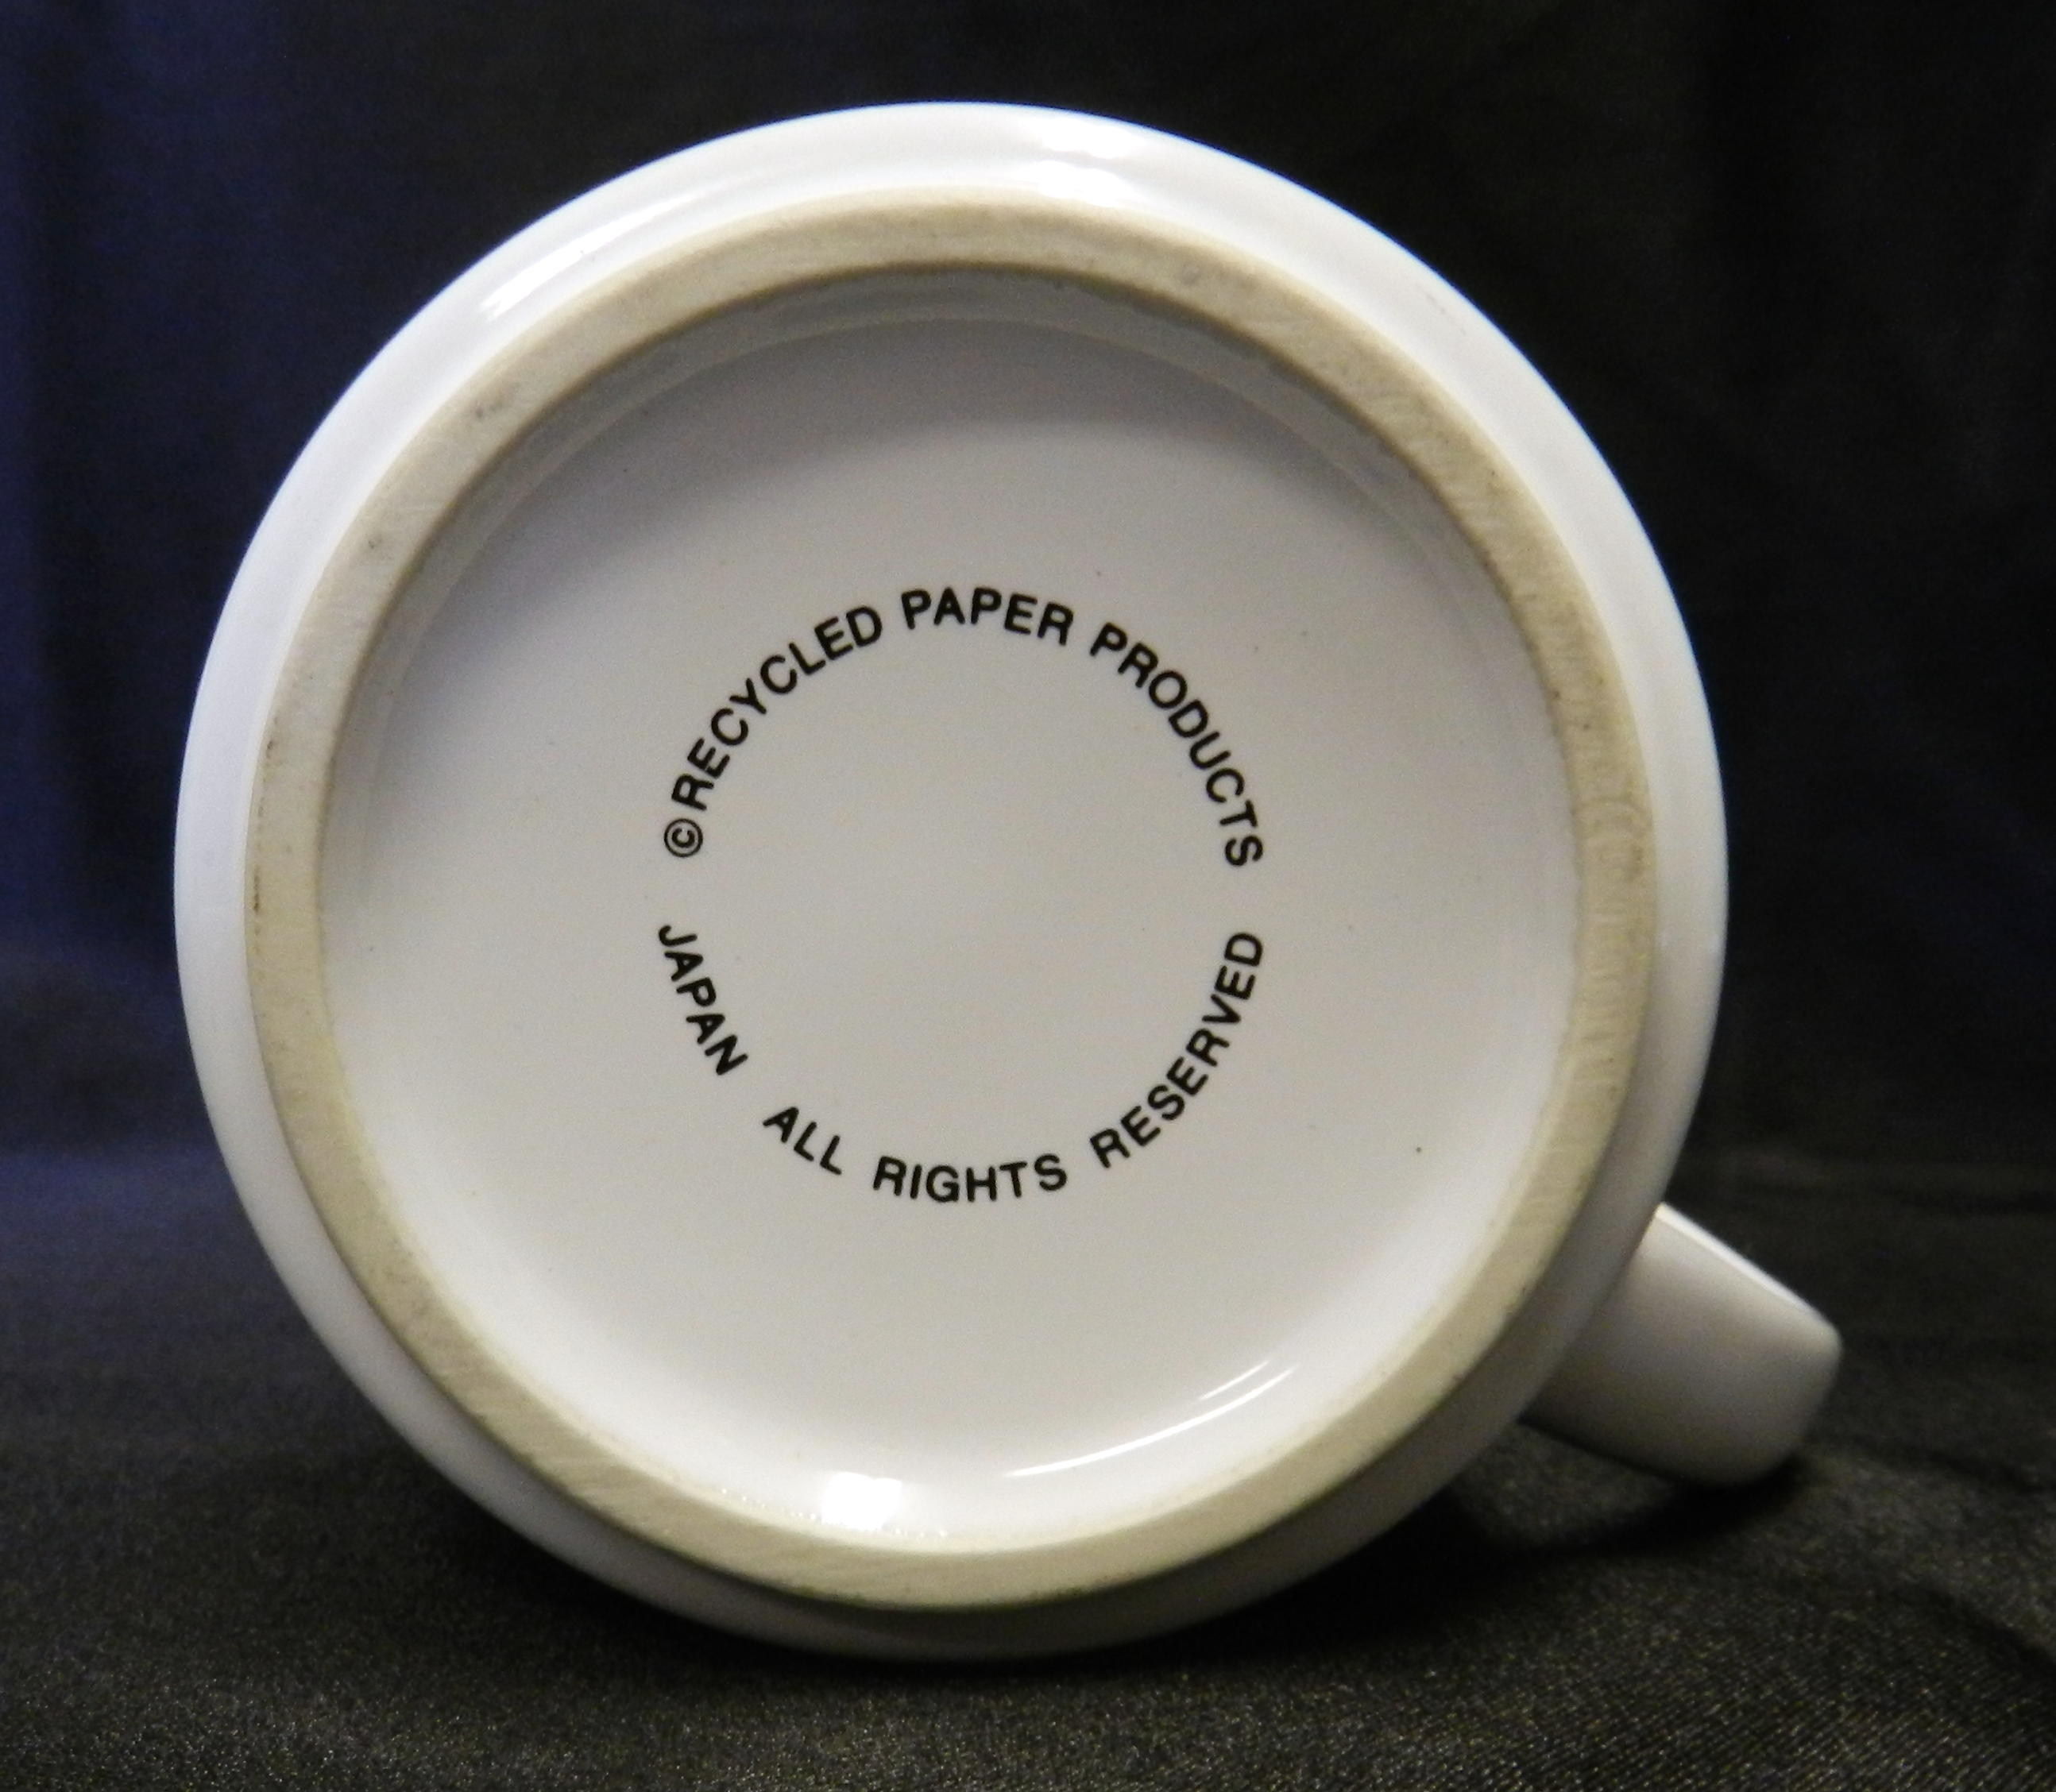 ©RECYCLED PAPER PRODUCTS
JAPAN ALL RIGHTS RESERVED